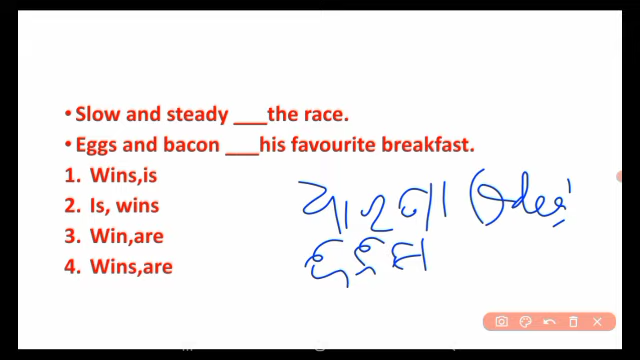 • Slow and steady ___the race.
• Eggs and bacon ___his favourite breakfast.
1. Wins,is
2. Is, wins
3. Win,are
4. Wins,are